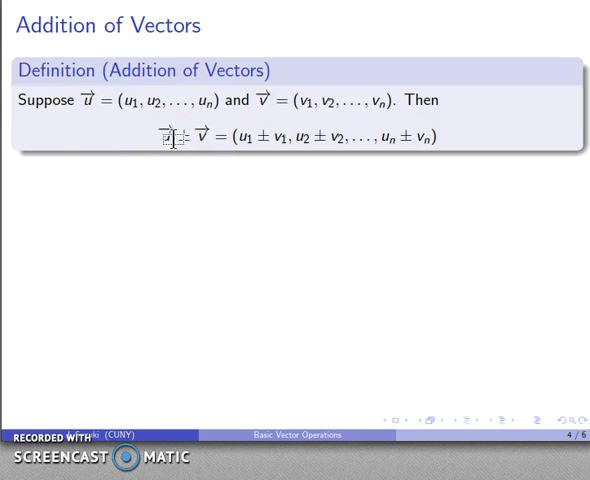 Addition of Vectors
Definition (Addition of Vectors)
Suppose u⃗ = (u₁, u₂, . . . , uₙ) and v⃗ = (v₁, v₂, . . . , vₙ). Then
u⃗ ± v⃗ = (u₁ ± v₁, u₂ ± v₂, . . . , uₙ ± vₙ)
(CUNY)
Basic Vector Operations
4 / 6
RECORDED WITH
SCREENCAST MATIC